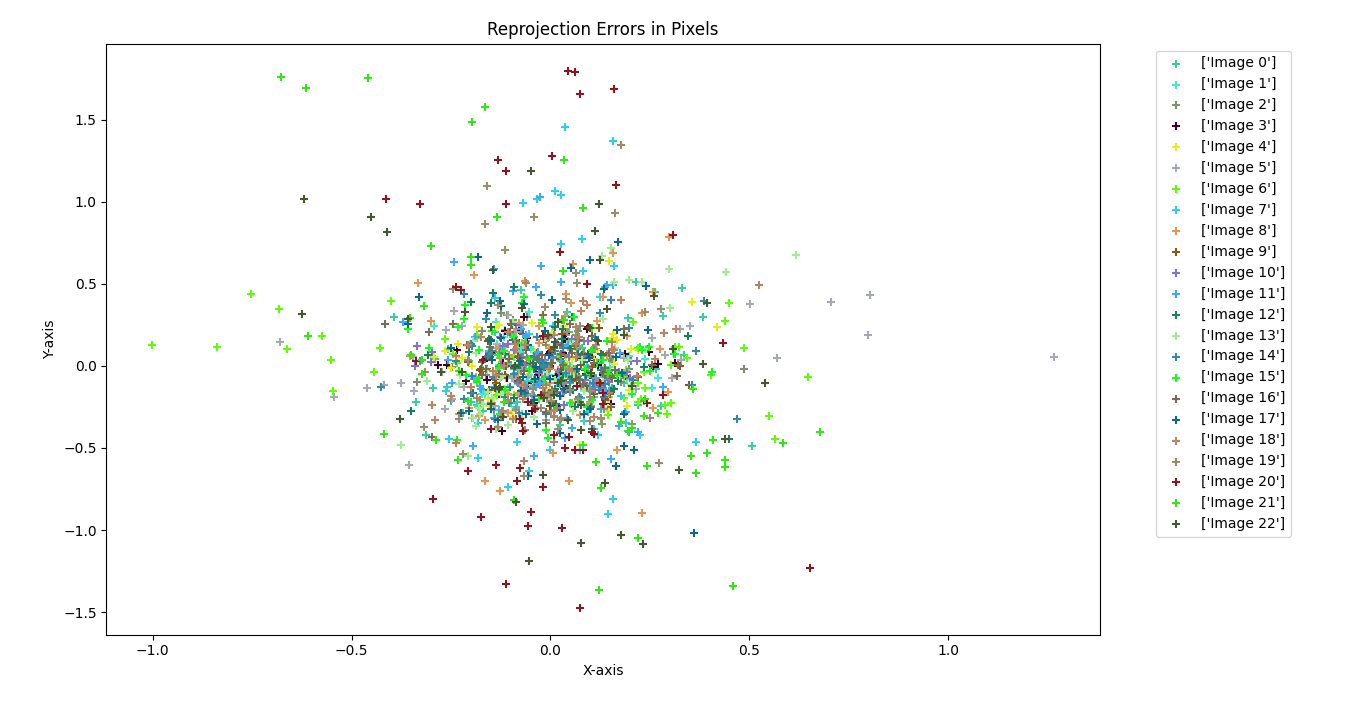 Reprojection Errors in Pixels
1.5
1.0
0.5
0.0
−0.5
−1.0
−1.5
Y-axis
−1.0
−0.5
0.0
0.5
1.0
X-axis
['Image 0']
['Image 1']
['Image 2']
['Image 3']
['Image 4']
['Image 5']
['Image 6']
['Image 7']
['Image 8']
['Image 9']
['Image 10']
['Image 11']
['Image 12']
['Image 13']
['Image 14']
['Image 15']
['Image 16']
['Image 17']
['Image 18']
['Image 19']
['Image 20']
['Image 21']
['Image 22']